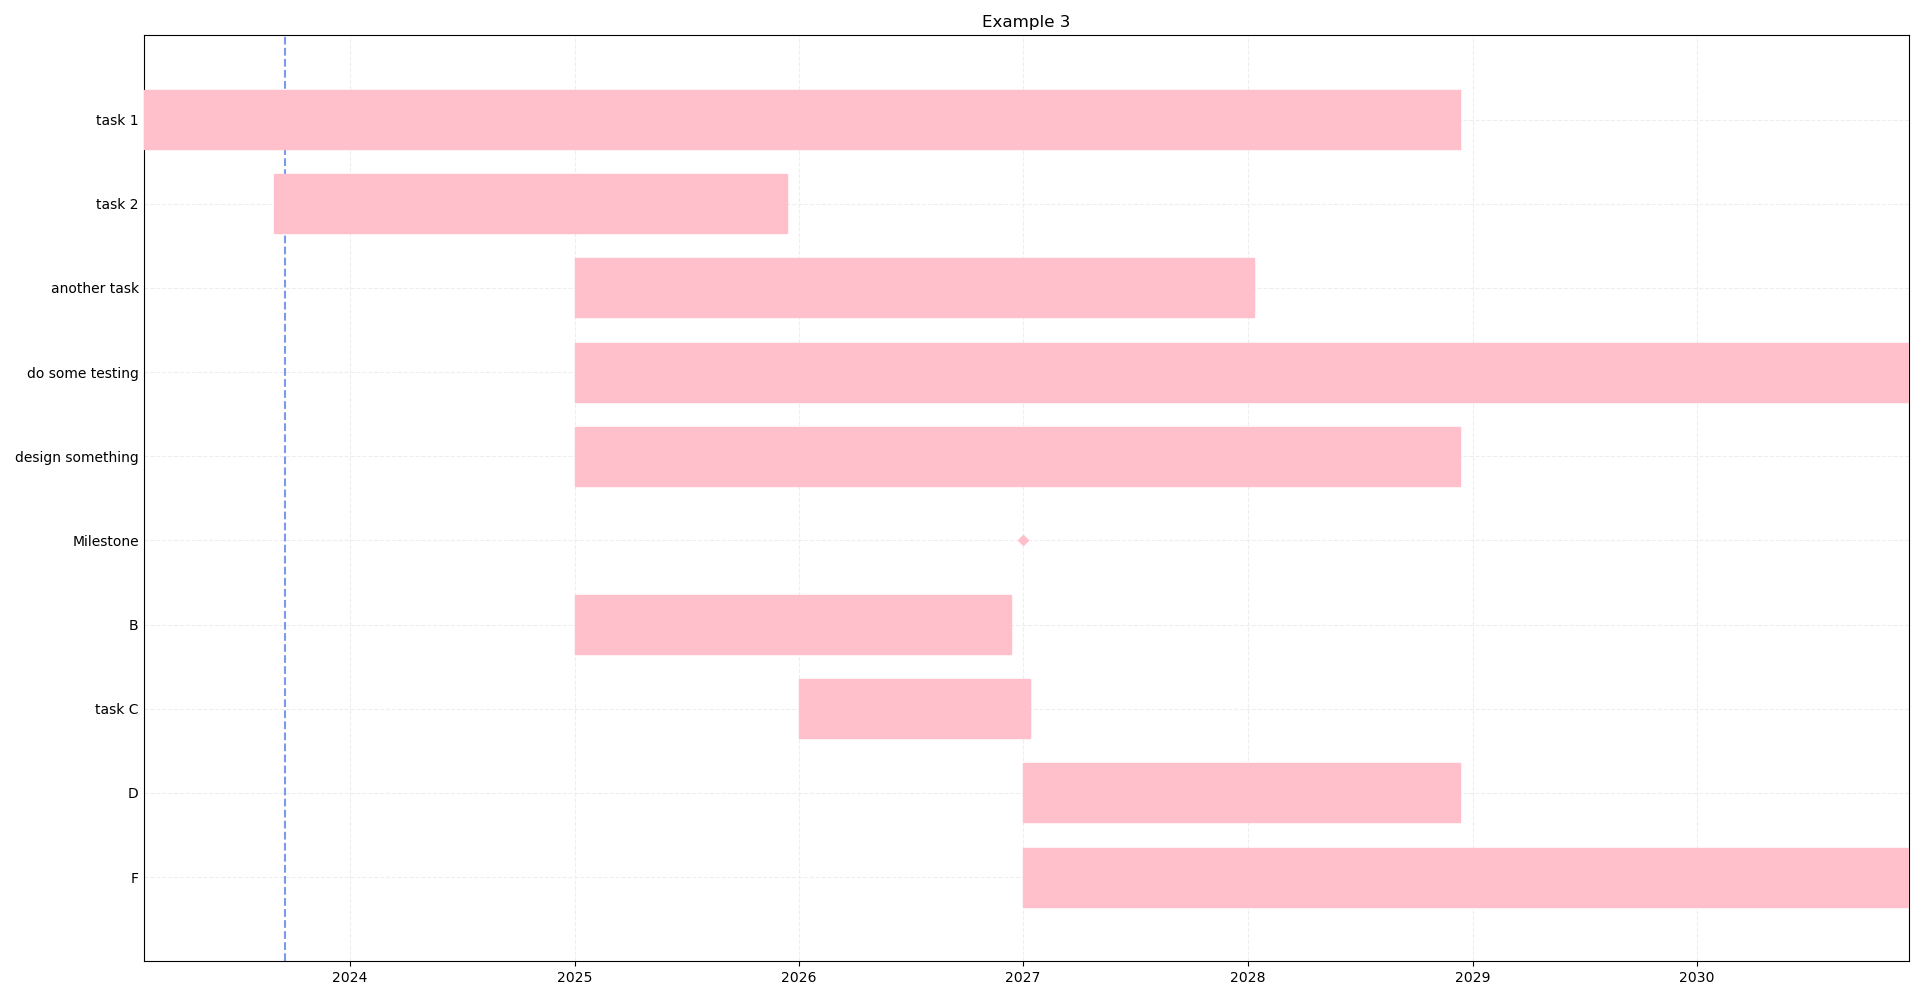 Example 3
task 1
task 2
another task
do some testing
design something
Milestone
B
task C
D
F
2024 2025 2026 2027 2028 2029 2030